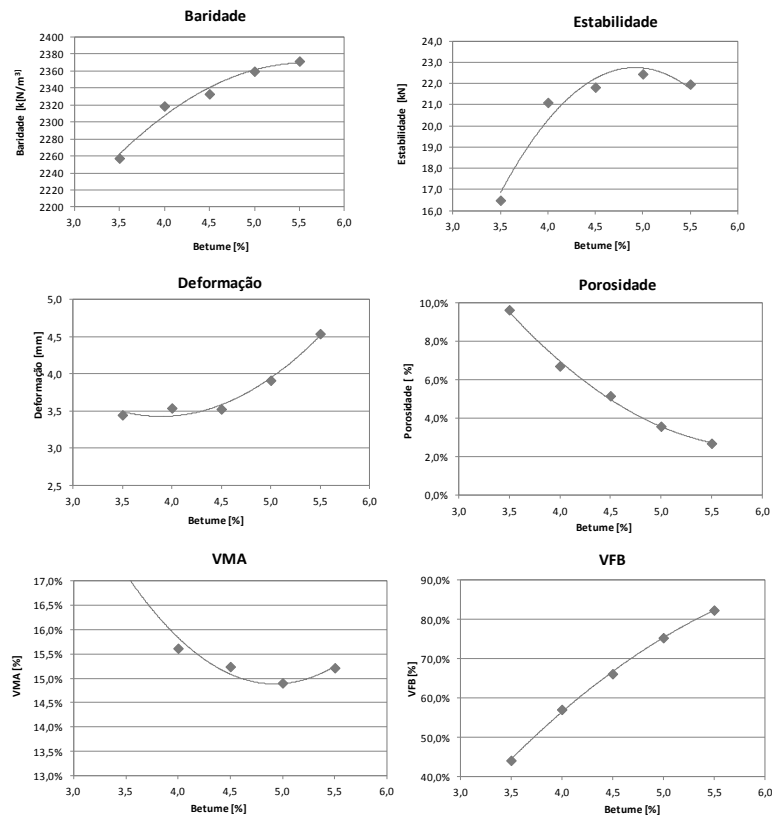 Baridade
2400
2380
2360
2340
2320
2300
2280
2260
2240
2220
2200
3,0 3,5 4,0 4,5 5,0 5,5 6,0
Baridade [k[N/m³]
Betume [%]
Estabilidade
23,0
22,0
21,0
20,0
19,0
18,0
17,0
16,0
3,0 3,5 4,0 4,5 5,0 5,5 6,0
Estabilidade [kN]
Betume [%]
Deformação
5,0
4,5
4,0
3,5
3,0
2,5
3,0 3,5 4,0 4,5 5,0 5,5 6,0
Deformação [mm]
Betume [%]
Porosidade
10,0%
8,0%
6,0%
4,0%
2,0%
0,0%
3,0 3,5 4,0 4,5 5,0 5,5 6,0
Porosidade [ %]
Betume [%]
VMA
17,0%
16,5%
16,0%
15,5%
15,0%
14,5%
14,0%
13,5%
13,0%
3,0 3,5 4,0 4,5 5,0 5,5 6,0
VMA [%]
Betume [%]
VFB
90,0%
80,0%
70,0%
60,0%
50,0%
40,0%
3,0 3,5 4,0 4,5 5,0 5,5 6,0
VFB [%]
Betume [%]